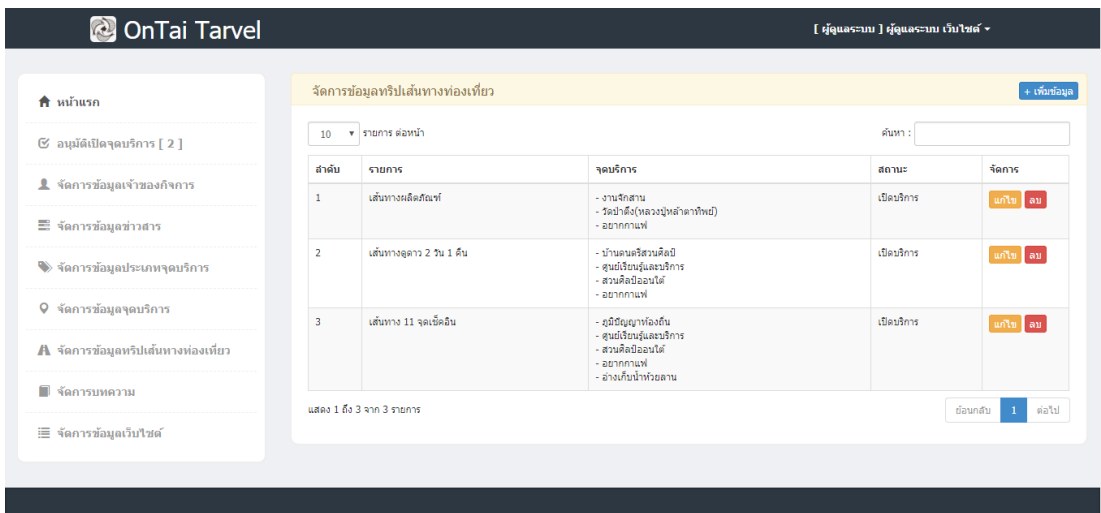 OnTai Tarvel
[ ผู้ดูแลระบบ ] ผู้ดูแลระบบ เว็บไซต์
หน้าแรก
อนุมัติเปิดจุดบริการ [ 2 ]
จัดการข้อมูลเจ้าของกิจการ
จัดการข้อมูลข่าวสาร
จัดการข้อมูลประเภทจุดบริการ
จัดการข้อมูลจุดบริการ
จัดการข้อมูลทริปเส้นทางท่องเที่ยว
จัดการบทความ
จัดการข้อมูลเว็บไซต์
จัดการข้อมูลทริปเส้นทางท่องเที่ยว
+ เพิ่มข้อมูล
10 รายการ ต่อหน้า
ค้นหา :
ลำดับ รายการ จุดบริการ สถานะ จัดการ
1 เส้นทางผลิตภัณฑ์ - งานจักสาน เปิดบริการ แก้ไข ลบ
- วัดป่าตึง(หลวงปู่หล้าตาทิพย์)
- อยากกาแฟ
2 เส้นทางดูดาว 2 วัน 1 คืน - บ้านดนตรีสวนศิลป์ เปิดบริการ แก้ไข ลบ
- ศูนย์เรียนรู้และบริการ
- สวนศิลป์ออนใต้
- อยากกาแฟ
3 เส้นทาง 11 จุดเช็คอิน - ภูมิปัญญาท้องถิ่น เปิดบริการ แก้ไข ลบ
- ศูนย์เรียนรู้และบริการ
- สวนศิลป์ออนใต้
- อยากกาแฟ
- อ่างเก็บน้ำห้วยลาน
แสดง 1 ถึง 3 จาก 3 รายการ
ย้อนกลับ 1 ต่อไป